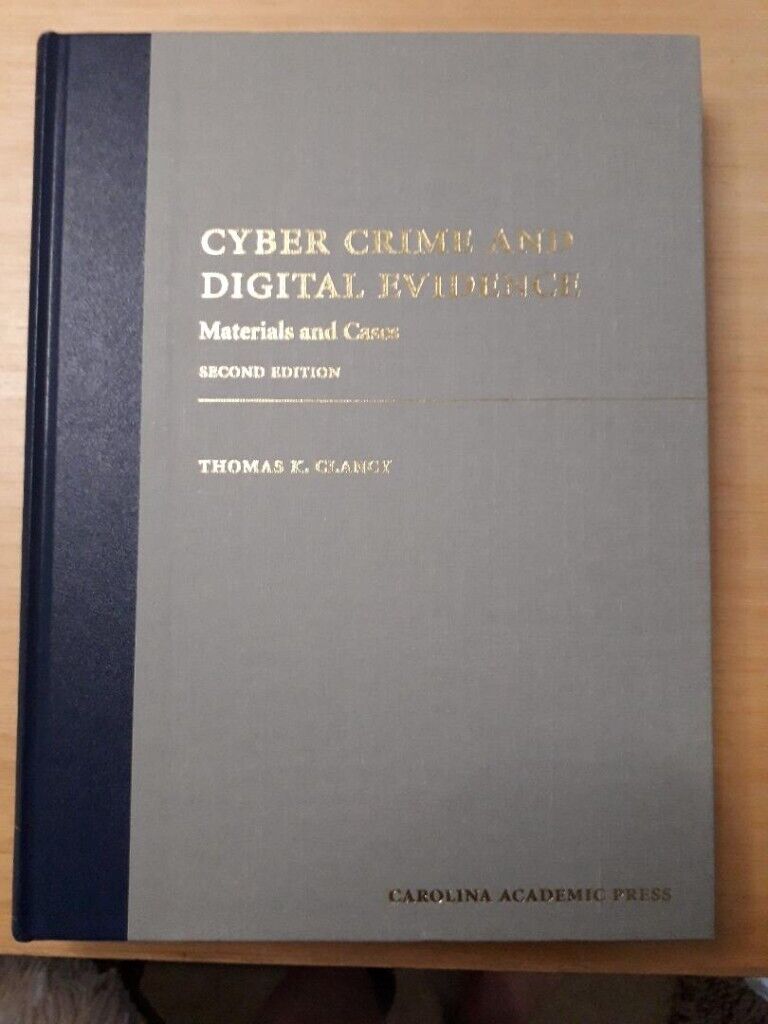 CYBER CRIME AND
DIGITAL EVIDENCE
Materials and Cases
SECOND EDITION
THOMAS K. CLANCY
CAROLINA ACADEMIC PRESS